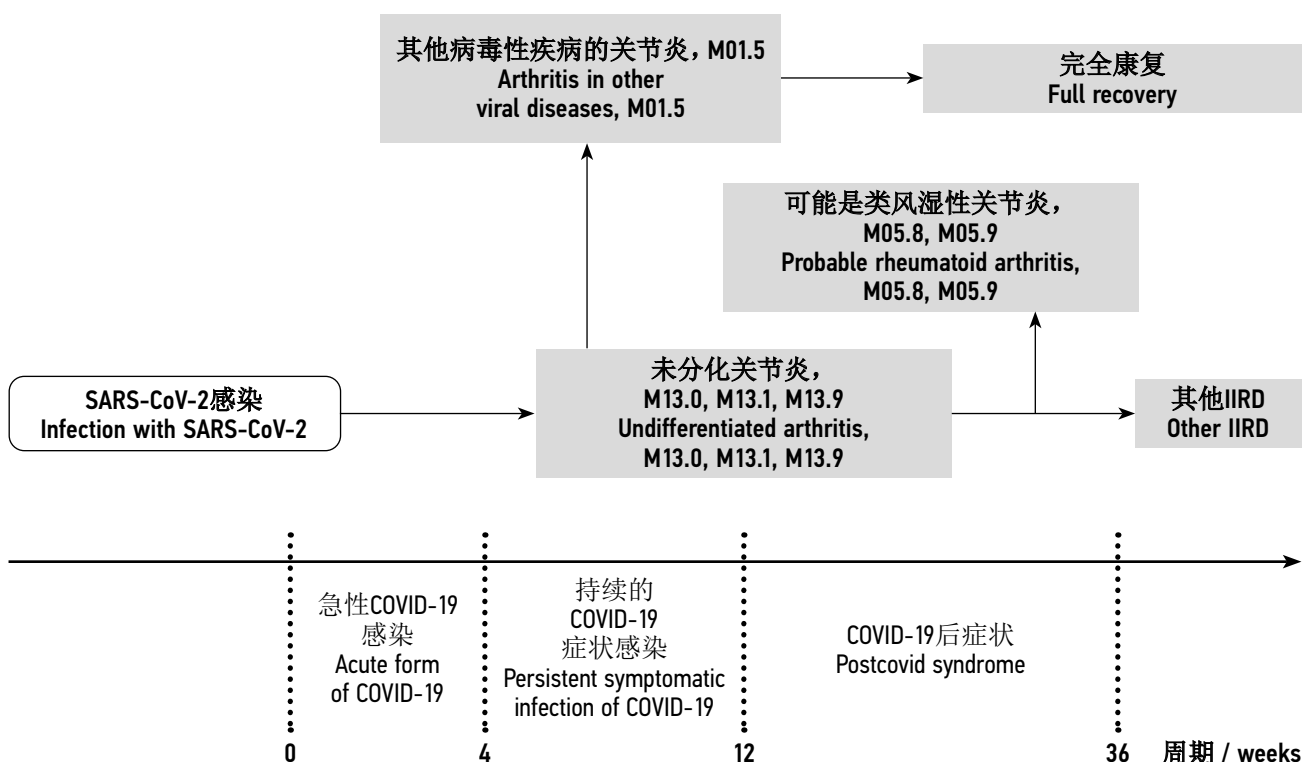 其他病毒性疾病的关节炎, M01.5
Arthritis in other
viral diseases, M01.5
完全康复
Full recovery
可能是类风湿性关节炎,
M05.8, M05.9
Probable rheumatoid arthritis,
M05.8, M05.9
SARS-CoV-2感染
Infection with SARS-CoV-2
未分化关节炎,
M13.0, M13.1, M13.9
Undifferentiated arthritis,
M13.0, M13.1, M13.9
其他IIRD
Other IIRD
急性COVID-19
感染
Acute form
of COVID-19
持续的
COVID-19
症状感染
Persistent symptomatic
infection of COVID-19
COVID-19后症状
Postcovid syndrome
0
4
12
36
周期 / weeks